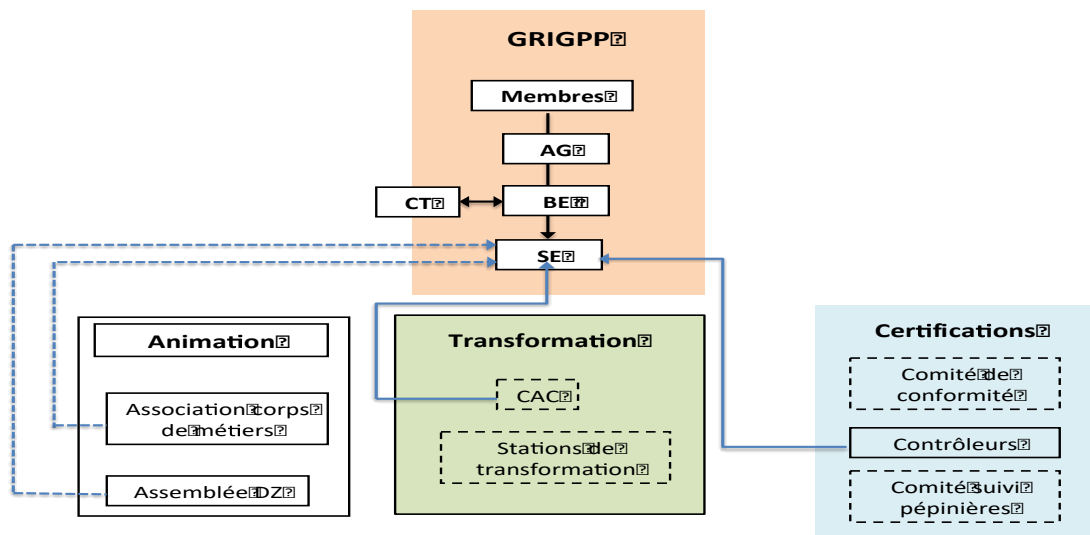 GRIGPP
Membres
AG
CT
BE
SE
Animation
Association corps
de métiers
Assemblée DZ
Transformation
CAC
Stations de
transformation
Certifications
Comité de
conformité
Contrôleurs
Comité suivi
pépinières